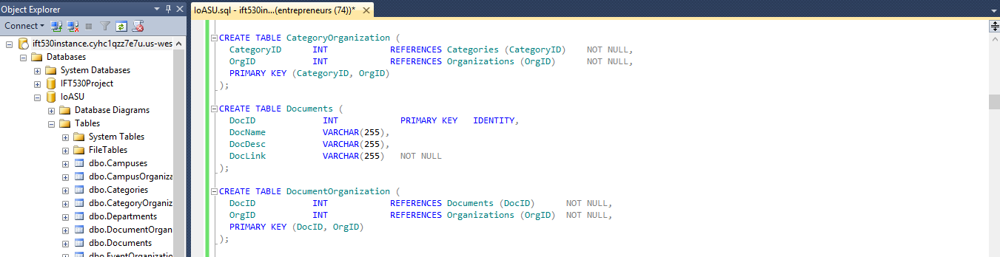 Object Explorer
Connect
ift530instance.cyhc1qzz7e7u.us-wes
Databases
System Databases
IFT530Project
IoASU
Database Diagrams
Tables
System Tables
FileTables
dbo.Campuses
dbo.CampusOrganiza
dbo.Categories
dbo.CategoryOrganiz
dbo.Departments
dbo.DocumentOrgan
dbo.Documents
dbo.EventOrganizatio
IoASU.sql - ift530in...(entrepreneurs (74))*
CREATE TABLE CategoryOrganization (
CategoryID INT REFERENCES Categories (CategoryID) NOT NULL,
OrgID INT REFERENCES Organizations (OrgID) NOT NULL,
PRIMARY KEY (CategoryID, OrgID)
);
CREATE TABLE Documents (
DocID INT PRIMARY KEY IDENTITY,
DocName VARCHAR(255),
DocDesc VARCHAR(255),
DocLink VARCHAR(255) NOT NULL
);
CREATE TABLE DocumentOrganization (
DocID INT REFERENCES Documents (DocID) NOT NULL,
OrgID INT REFERENCES Organizations (OrgID) NOT NULL,
PRIMARY KEY (DocID, OrgID)
);